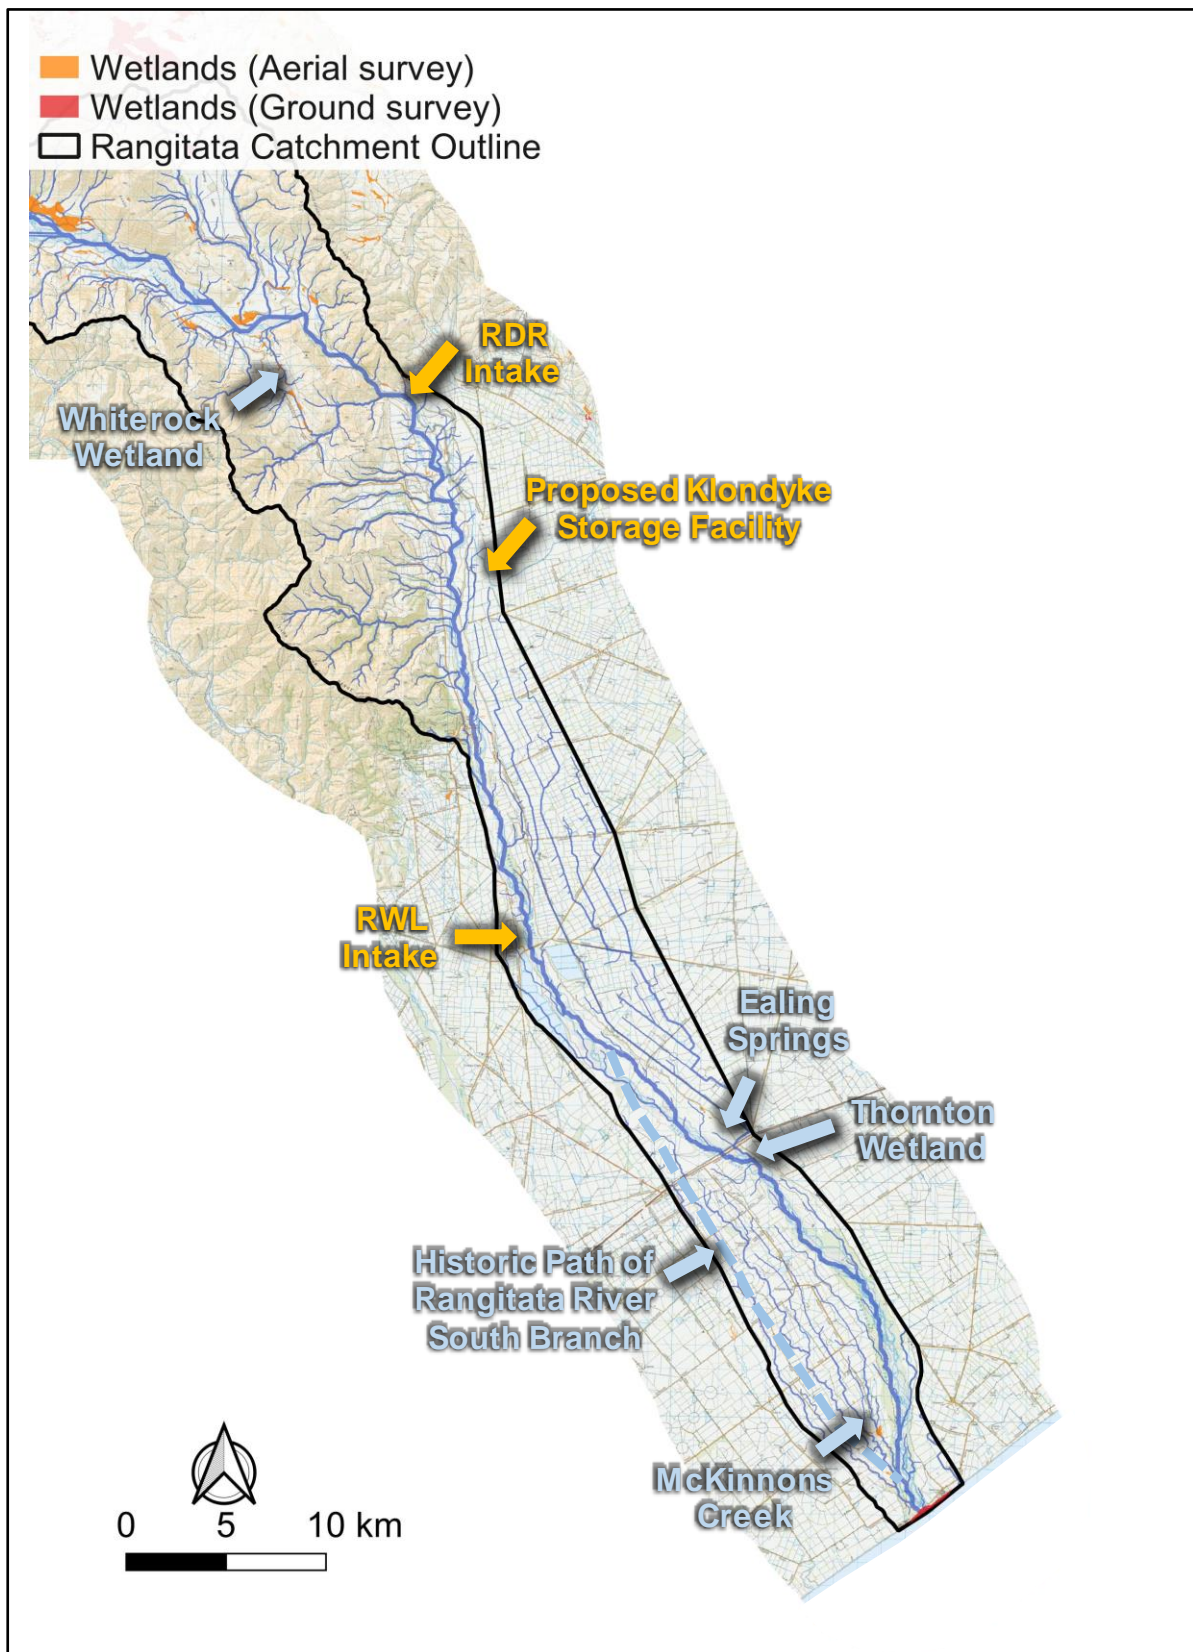 Wetlands (Aerial survey)
Wetlands (Ground survey)
Rangitata Catchment Outline
RDR
Intake
Whiterock
Wetland
Proposed Klondyke
Storage Facility
RWL
Intake
Ealing
Springs
Thornton
Wetland
Historic Path of
Rangitata River
South Branch
McKinnons
Creek
0 5 10 km